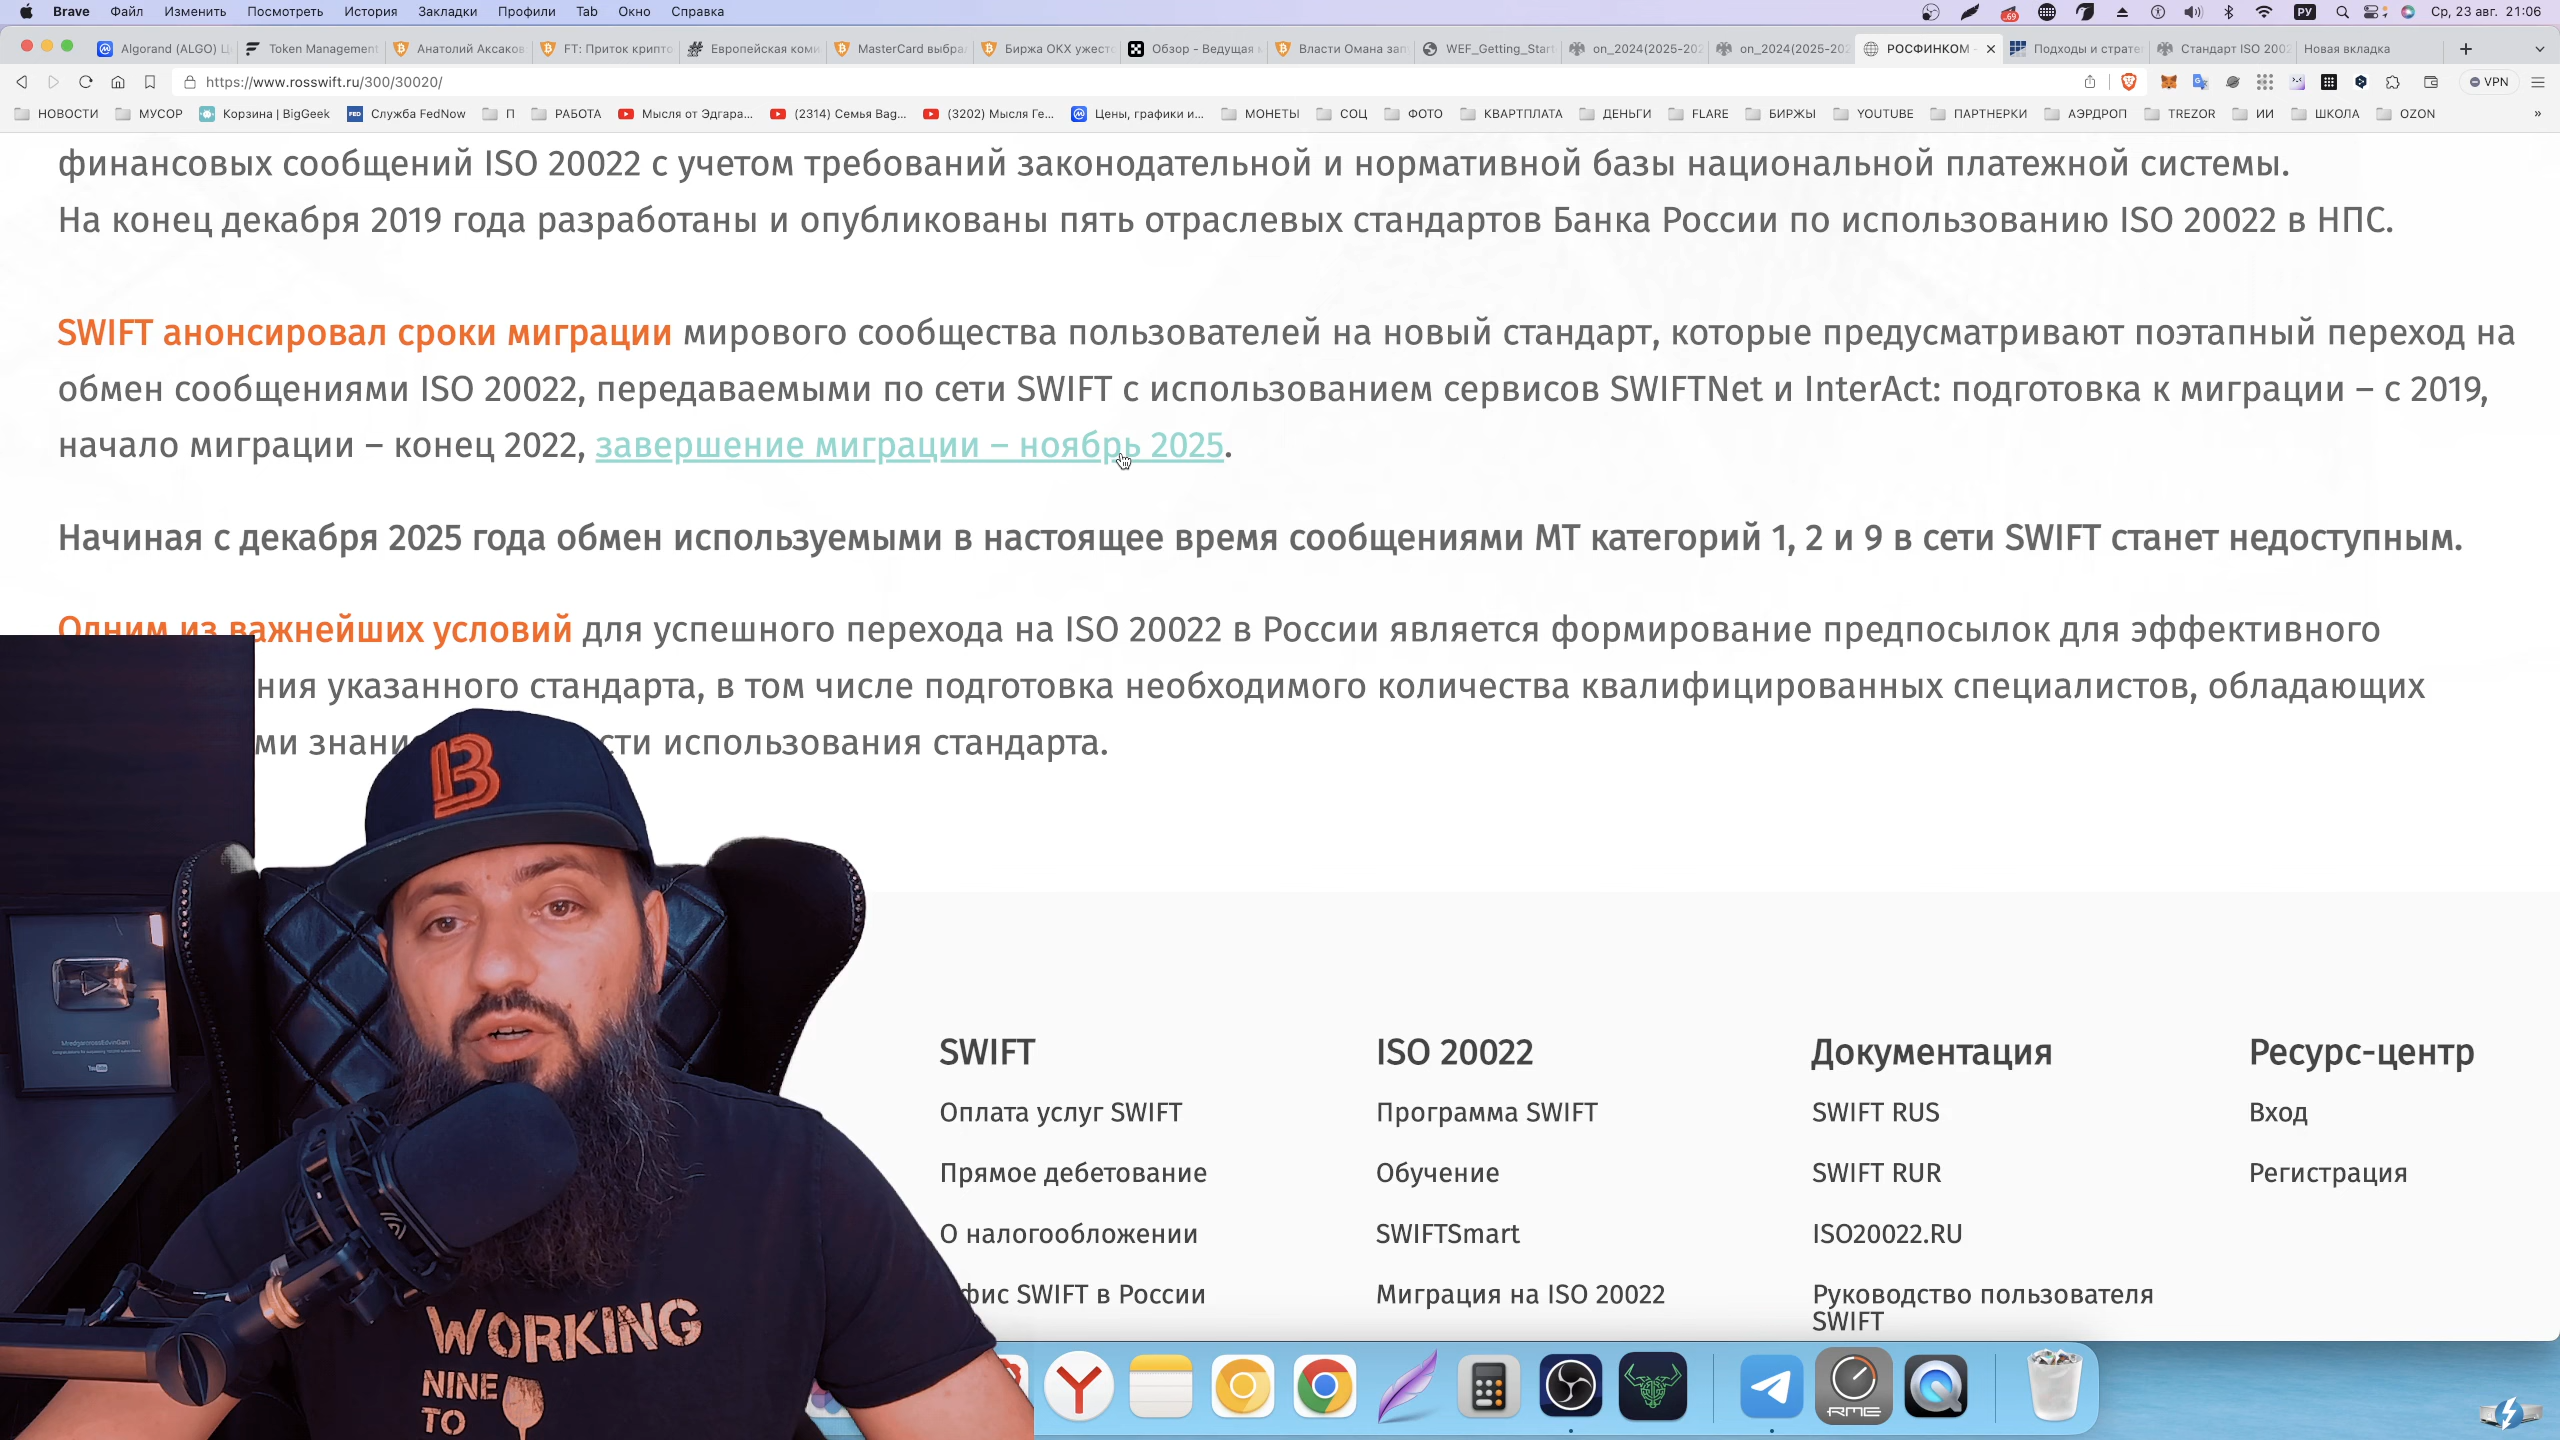 Brave Файл Изменить Посмотреть История Закладки Профили Tab Окно Справка
69 РУ Ср, 23 авг. 21:06
Algorand (ALGO) Ц Token Management Анатолий Аксаков FT: Приток крипто Европейская коми MasterCard выбра Биржа OKX ужест Обзор - Ведущая Власти Омана зап WEF_Getting_Start on_2024(2025-202 on_2024(2025-202 РОСФИНКОМ - Подходы и страте Стандарт ISO 2002 Новая вкладка
https://www.rosswift.ru/300/30020/
VPN
НОВОСТИ МУСОР Корзина | BigGeek FED Служба FedNow П РАБОТА Мысля от Эдгара... (2314) Семья Bag... (3202) Мысля Ге... Цены, графики и... МОНЕТЫ СОЦ ФОТО КВАРТПЛАТА ДЕНЬГИ FLARE БИРЖЫ YOUTUBE ПАРТНЕРКИ АЭРДРОП TREZOR ИИ ШКОЛА OZON »
финансовых сообщений ISO 20022 с учетом требований законодательной и нормативной базы национальной платежной системы.
На конец декабря 2019 года разработаны и опубликованы пять отраслевых стандартов Банка России по использованию ISO 20022 в НПС.
SWIFT анонсировал сроки миграции мирового сообщества пользователей на новый стандарт, которые предусматривают поэтапный переход на
обмен сообщениями ISO 20022, передаваемыми по сети SWIFT с использованием сервисов SWIFTNet и InterAct: подготовка к миграции – с 2019,
начало миграции – конец 2022, завершение миграции – ноябрь 2025.
Начиная с декабря 2025 года обмен используемыми в настоящее время сообщениями МТ категорий 1, 2 и 9 в сети SWIFT станет недоступным.
Одним из важнейших условий для успешного перехода на ISO 20022 в России является формирование предпосылок для эффективного
ния указанного стандарта, в том числе подготовка необходимого количества квалифицированных специалистов, обладающих
ми знани сти использования стандарта.
SWIFT
Оплата услуг SWIFT
Прямое дебетование
О налогообложении
фис SWIFT в России
ISO 20022
Программа SWIFT
Обучение
SWIFTSmart
Миграция на ISO 20022
Документация
SWIFT RUS
SWIFT RUR
ISO20022.RU
Руководство пользователя
SWIFT
Ресурс-центр
Вход
Регистрация
B
YouTube
WORKING
NINE
TO
RME